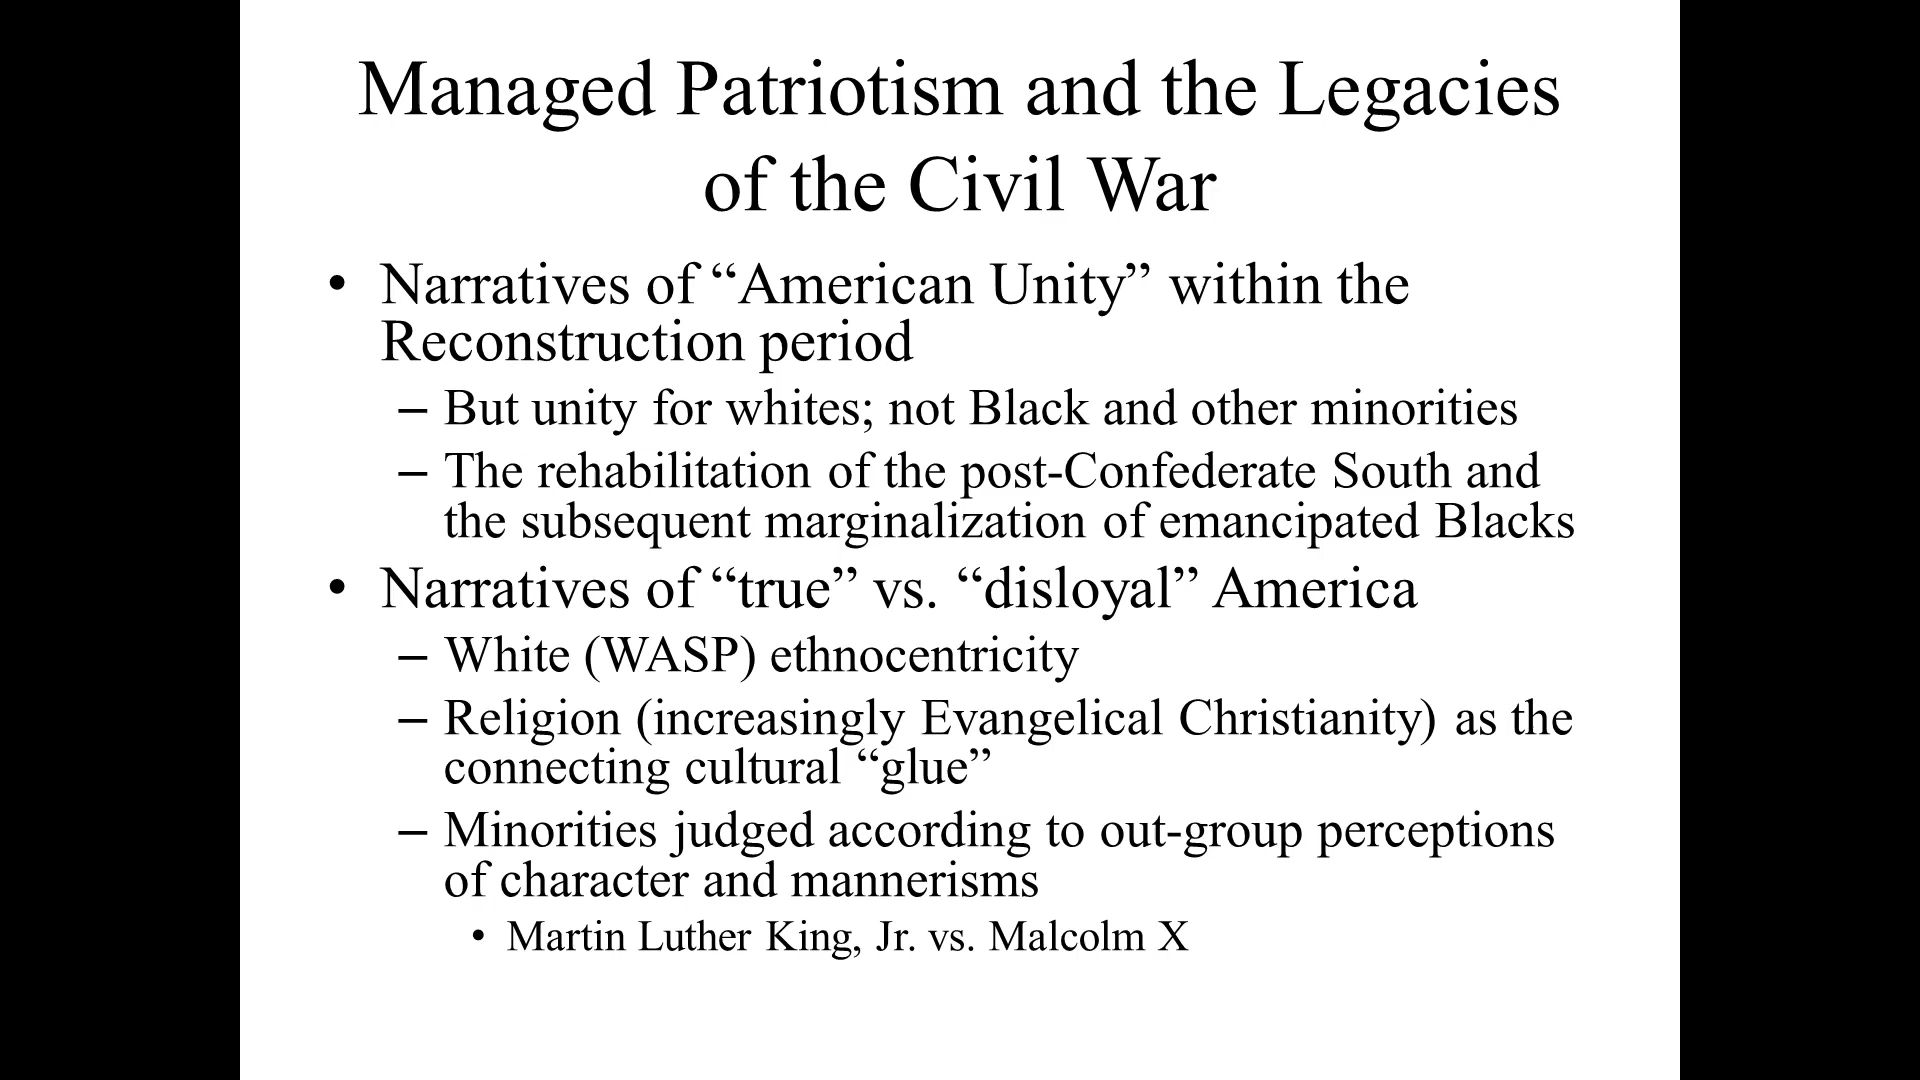 Managed Patriotism and the Legacies
of the Civil War
• Narratives of “American Unity” within the
Reconstruction period
– But unity for whites; not Black and other minorities
– The rehabilitation of the post-Confederate South and
the subsequent marginalization of emancipated Blacks
• Narratives of “true” vs. “disloyal” America
– White (WASP) ethnocentricity
– Religion (increasingly Evangelical Christianity) as the
connecting cultural “glue”
– Minorities judged according to out-group perceptions
of character and mannerisms
• Martin Luther King, Jr. vs. Malcolm X